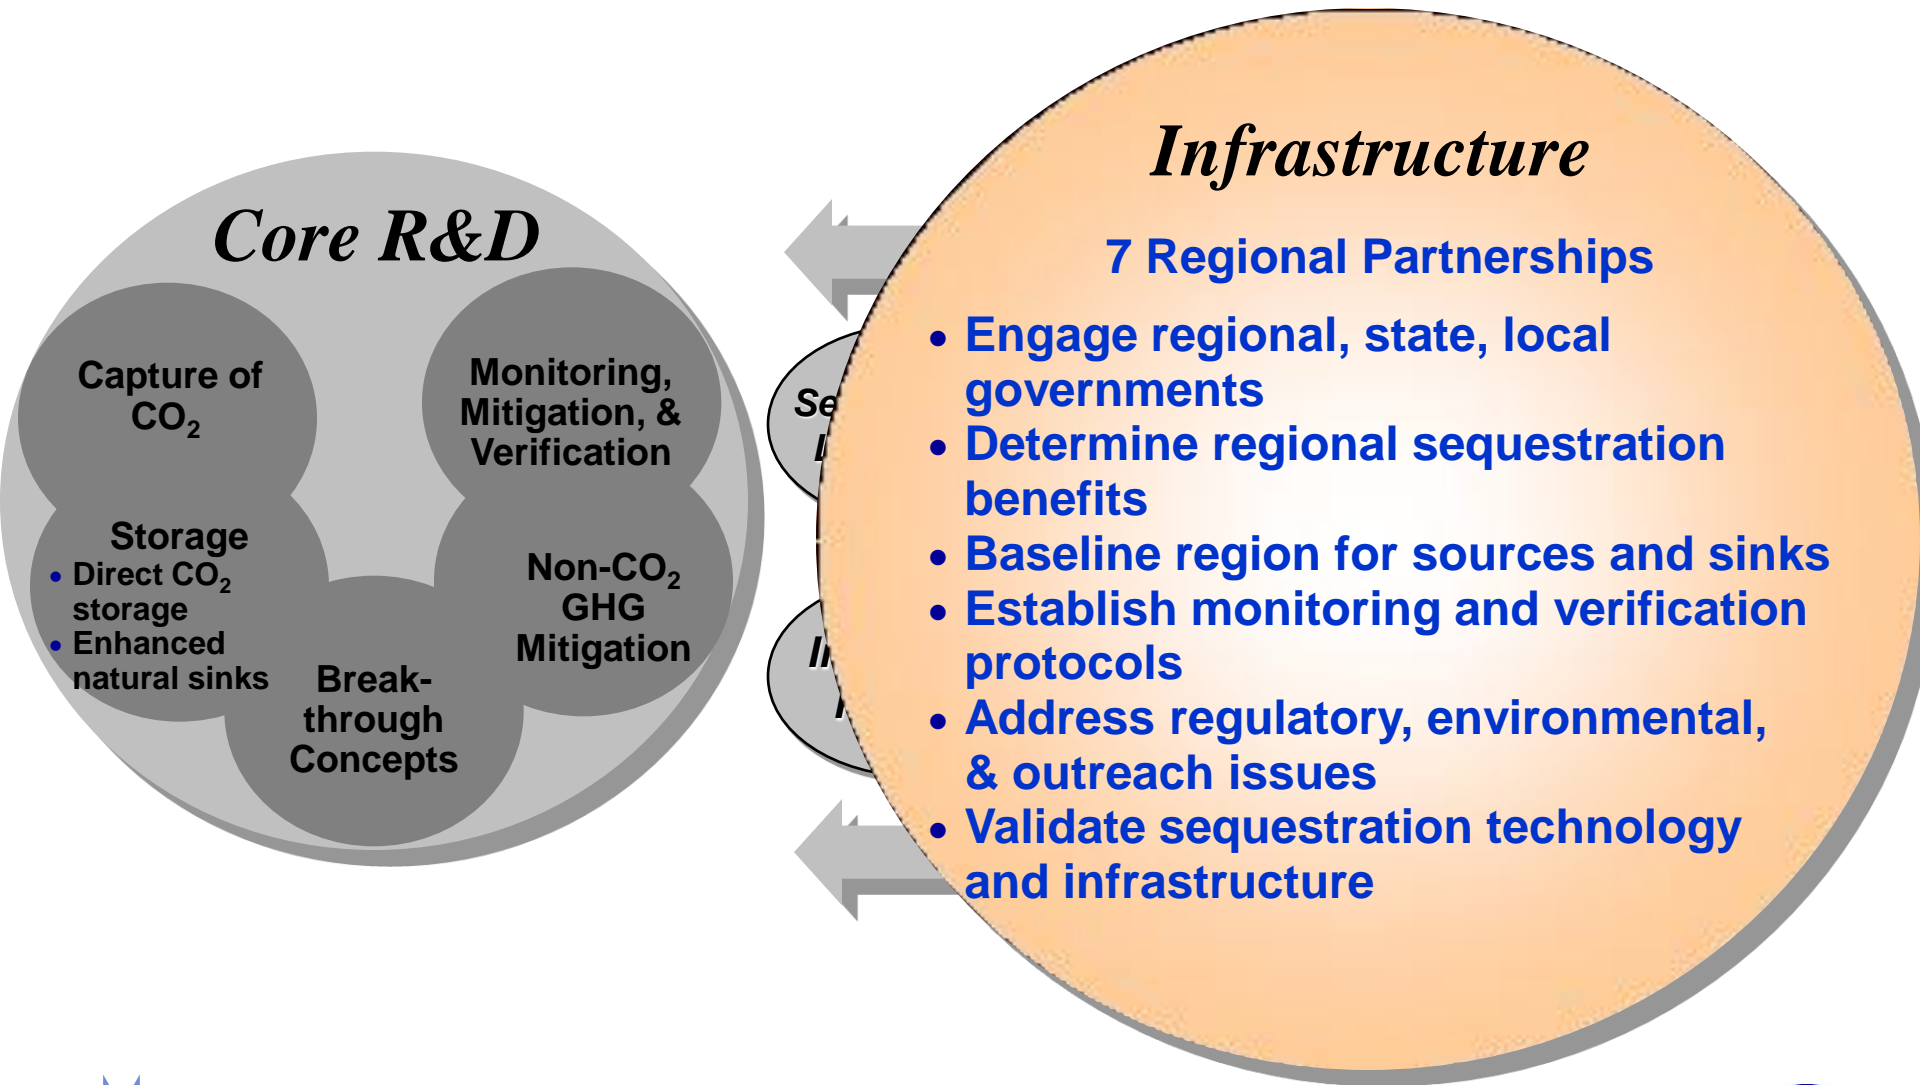 Core R&D
Capture of
CO₂
Monitoring,
Mitigation, &
Verification
Storage
• Direct CO₂
storage
• Enhanced
natural sinks
Non-CO₂
GHG
Mitigation
Break-
through
Concepts
Infrastructure
7 Regional Partnerships
• Engage regional, state, local
governments
• Determine regional sequestration
benefits
• Baseline region for sources and sinks
• Establish monitoring and verification
protocols
• Address regulatory, environmental,
& outreach issues
• Validate sequestration technology
and infrastructure